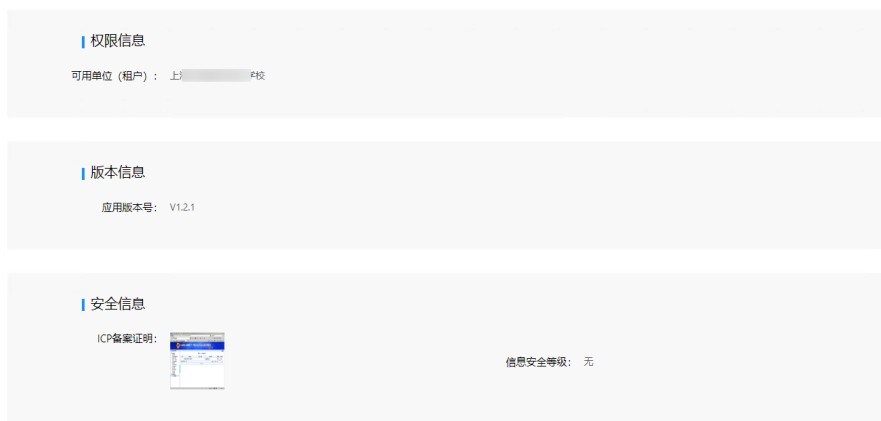 权限信息
可用单位（租户）： 上 校
版本信息
应用版本号： V1.2.1
安全信息
ICP备案证明：
信息安全等级： 无